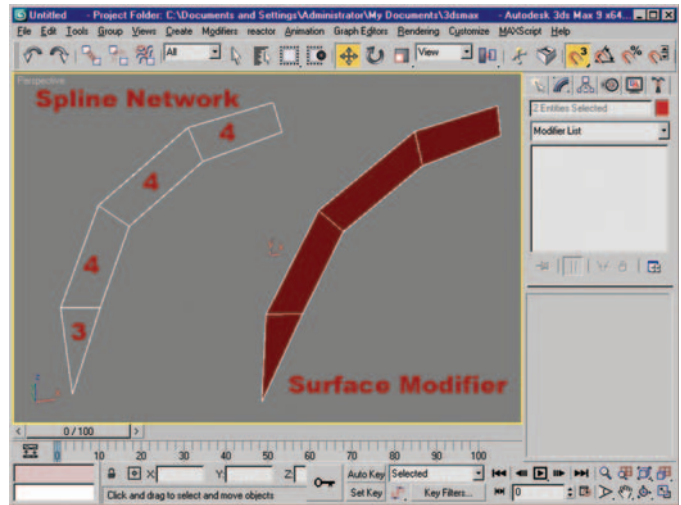 Untitled - Project Folder: C:\Documents and Settings\Administrator\My Documents\3dsmax - Autodesk 3ds Max 9 x64...
File Edit Tools Group Views Create Modifiers reactor Animation Graph Editors Rendering Customize MAXScript Help
All View 3
Perspective
Spline Network
4
4
4
3
Surface Modifier
2 Entities Selected
Modifier List
z
0 / 100
0 10 20 30 40 50 60 70 80 90 100
X: Y: Z: Auto Key Selected
Click and drag to select and move objects Set Key Key Filters... 0